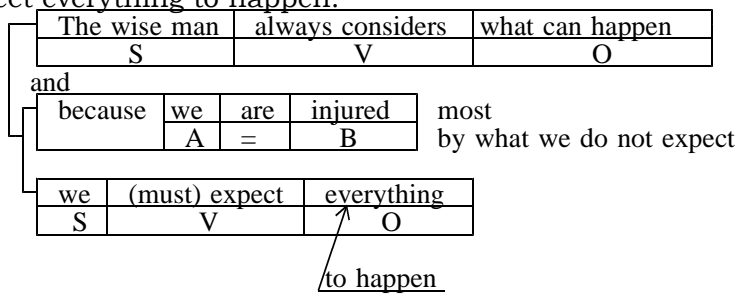 everything to happen.
The wise man always considers what can happen
S V O
and
because we are injured most
A = B by what we do not expect
we (must) expect everything
S V O
to happen